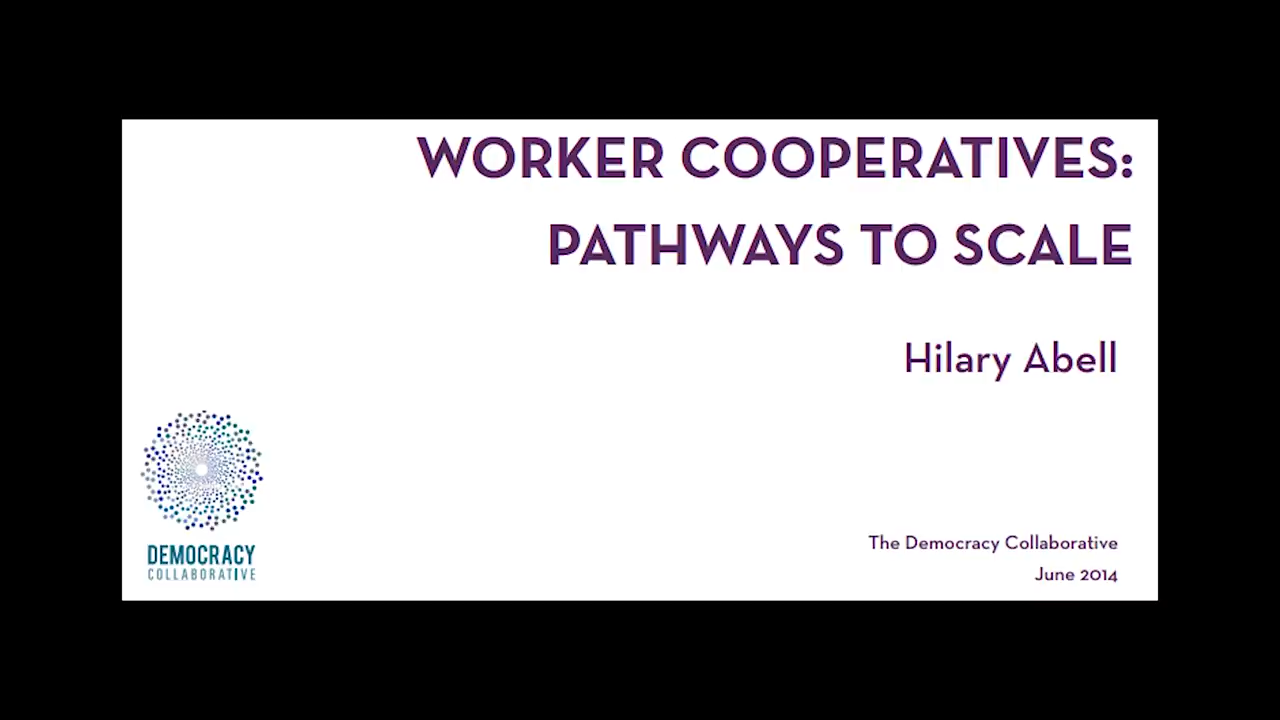 WORKER COOPERATIVES:
PATHWAYS TO SCALE
Hilary Abell
DEMOCRACY
COLLABORATIVE
The Democracy Collaborative
June 2014